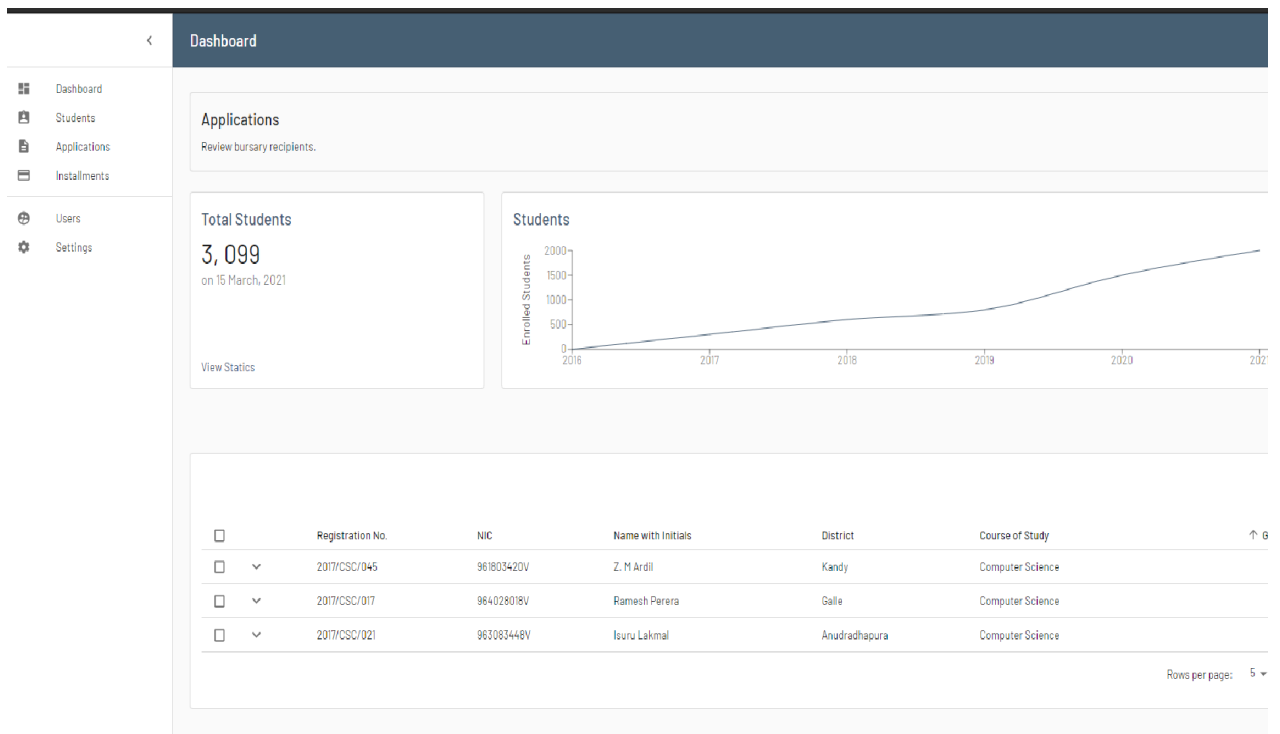 Dashboard
Dashboard
Students
Applications
Installments
Users
Settings
Applications
Review bursary recipients.
Total Students
3, 099
on 15 March, 2021
View Statics
Students
Enrolled Students
2000
1500
1000
500
0
2016 2017 2018 2019 2020 2021
Registration No. NIC Name with Initials District Course of Study
2017/CSC/045 961803420V Z. M Ardil Kandy Computer Science
2017/CSC/017 964028018V Ramesh Perera Galle Computer Science
2017/CSC/021 963083448V Isuru Lakmal Anudradhapura Computer Science
Rows per page: 5